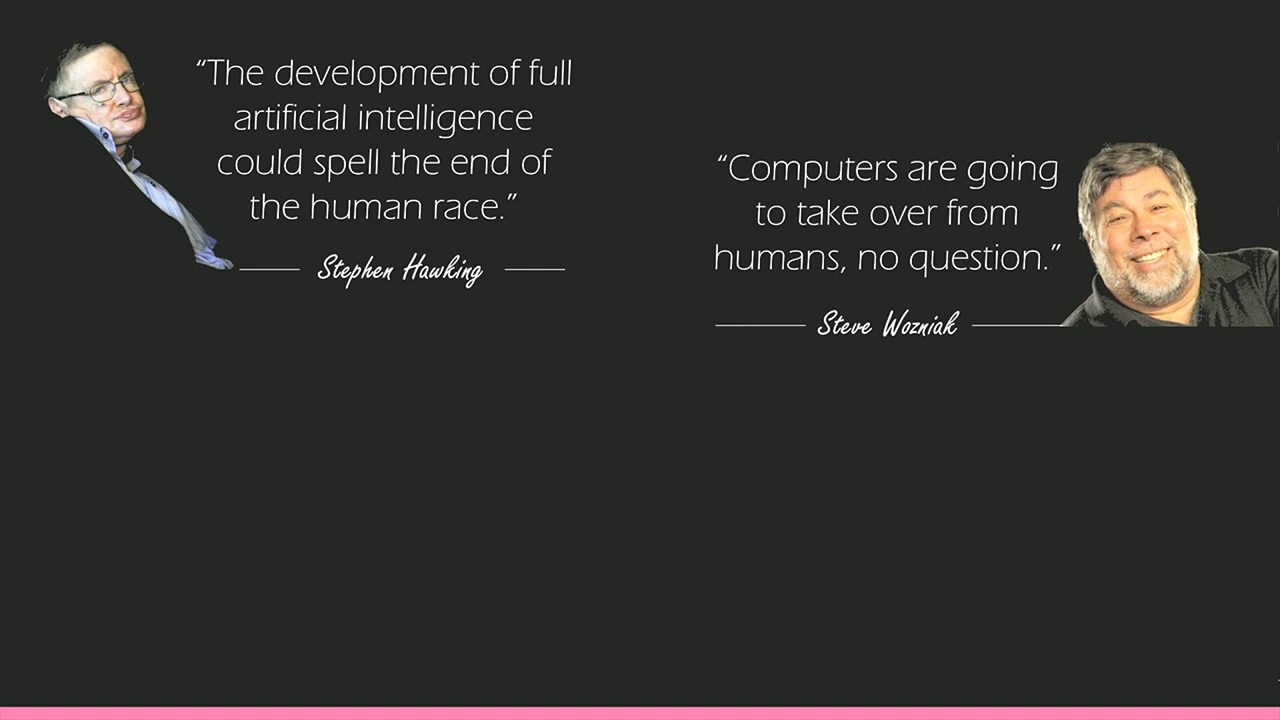 “The development of full
artificial intelligence
could spell the end of
the human race.”
Stephen Hawking
“Computers are going
to take over from
humans, no question.”
Steve Wozniak